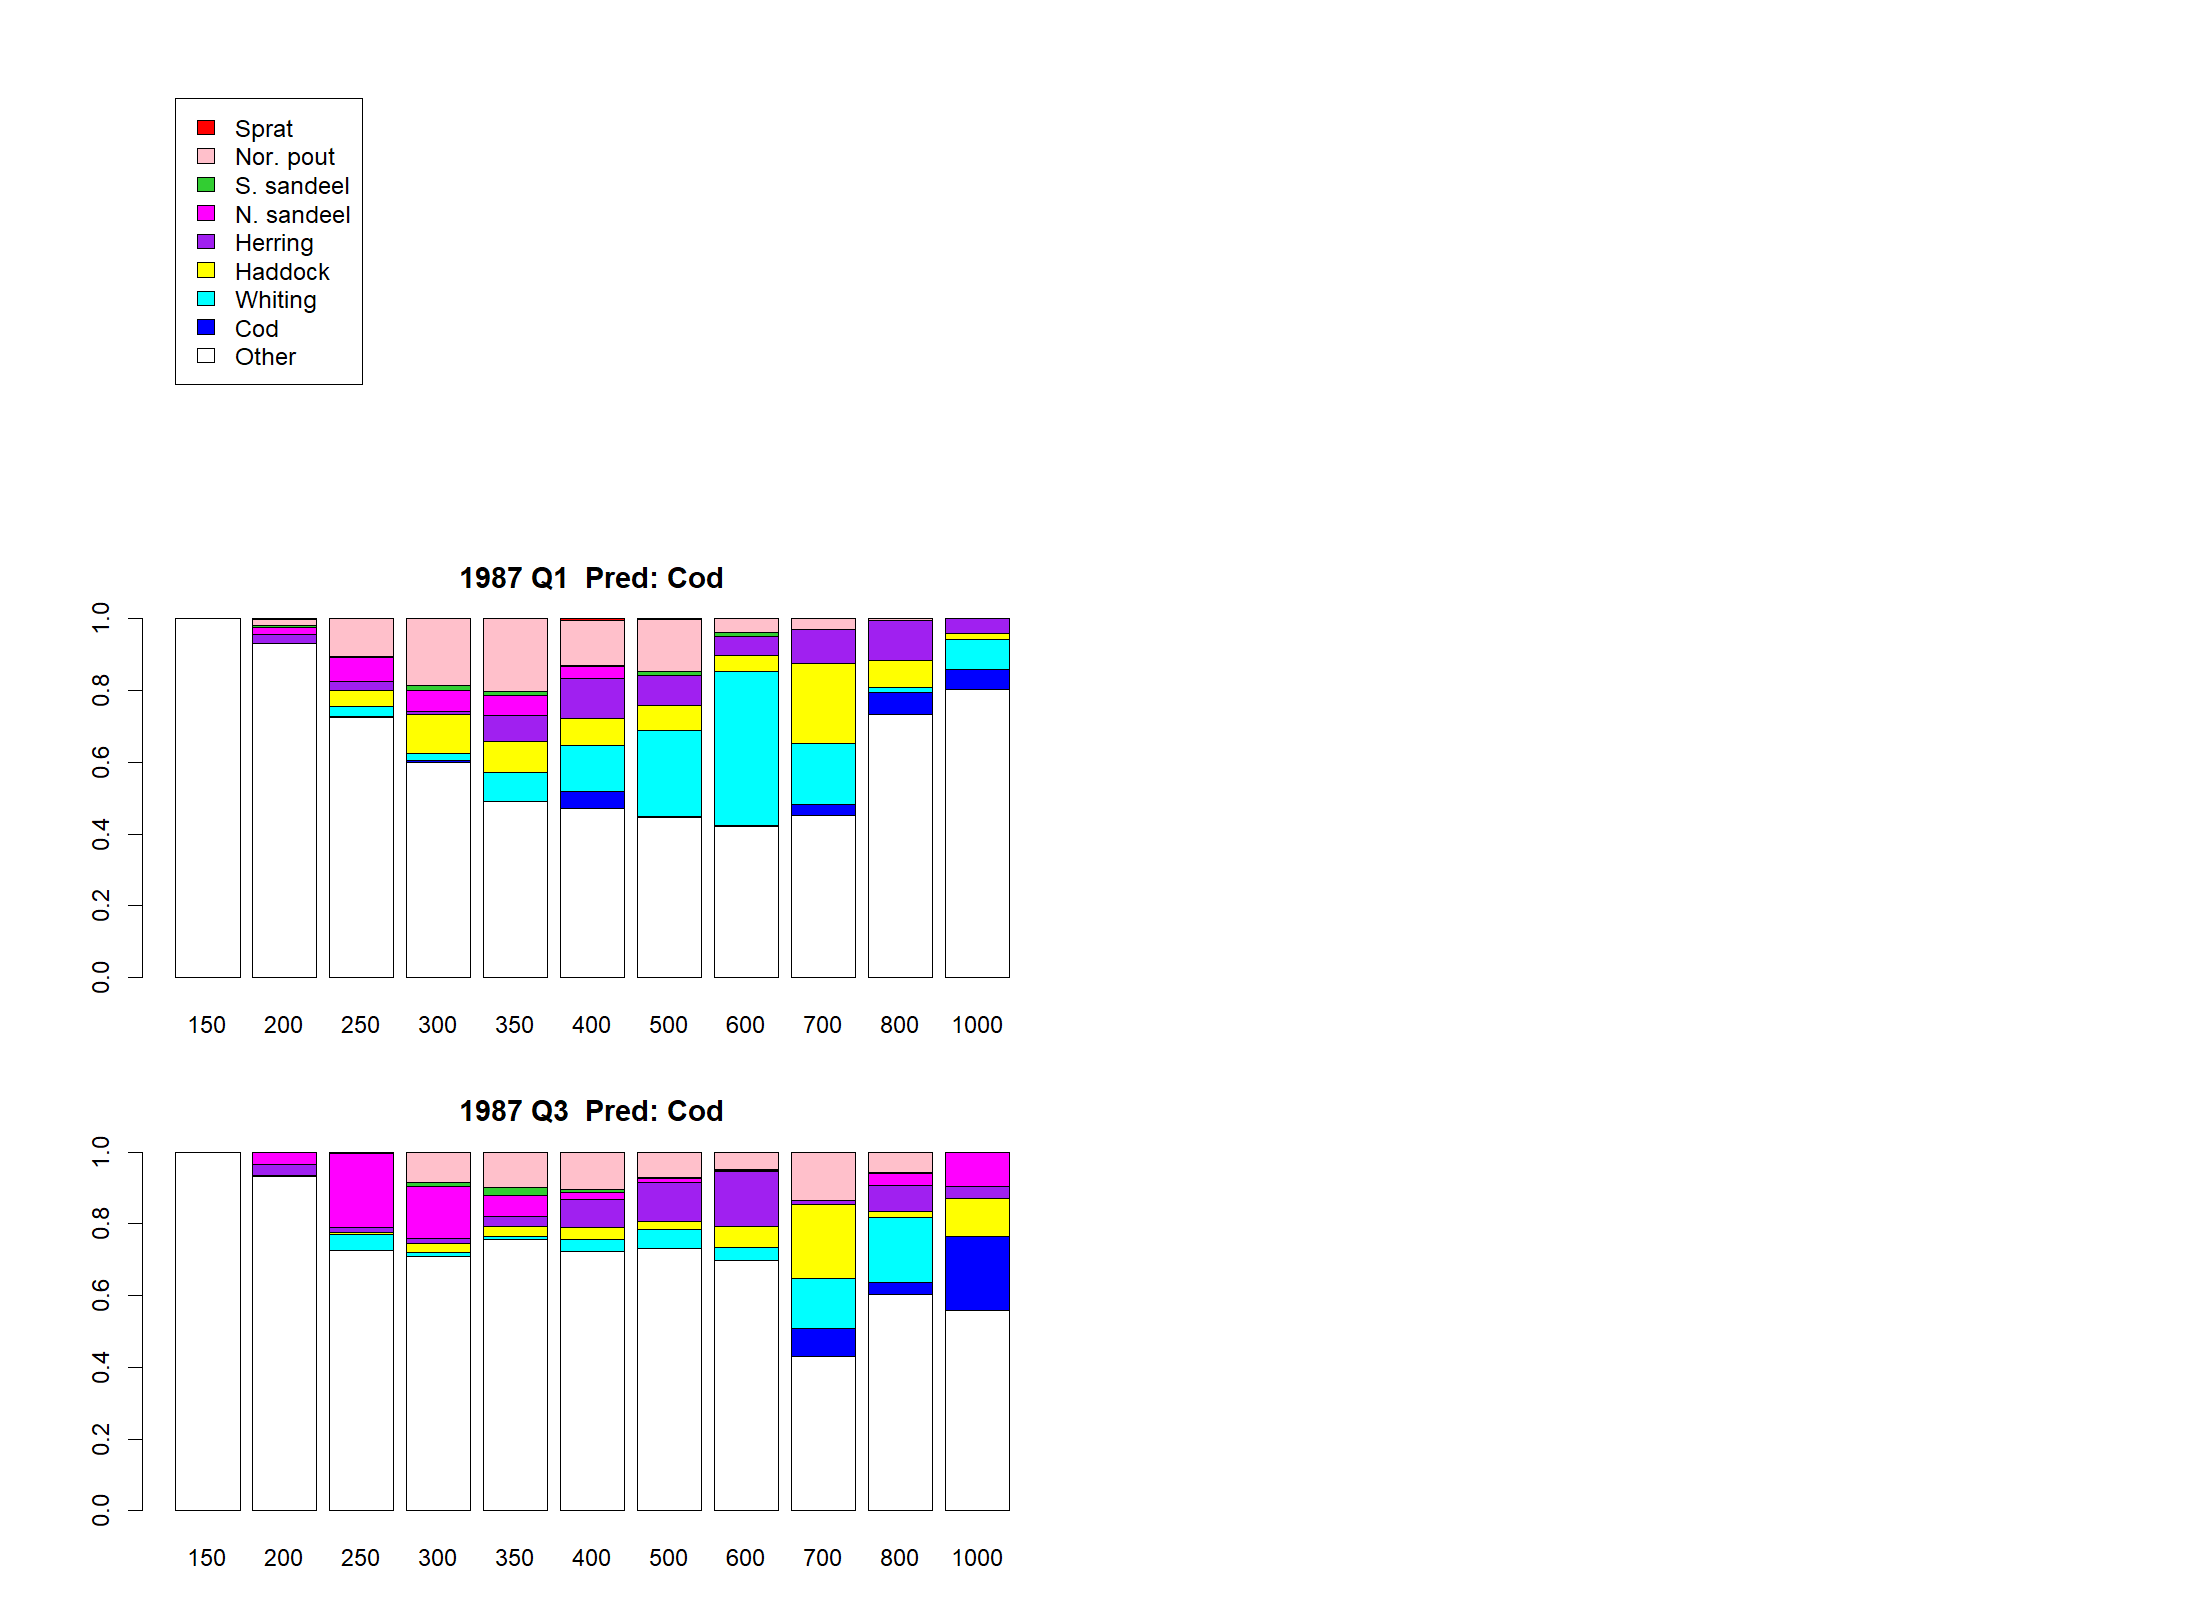 Sprat
Nor. pout
S. sandeel
N. sandeel
Herring
Haddock
Whiting
Cod
Other
1987 Q1  Pred: Cod
1.0
0.8
0.6
0.4
0.2
0.0
150 200 250 300 350 400 500 600 700 800 1000
1987 Q3  Pred: Cod
1.0
0.8
0.6
0.4
0.2
0.0
150 200 250 300 350 400 500 600 700 800 1000